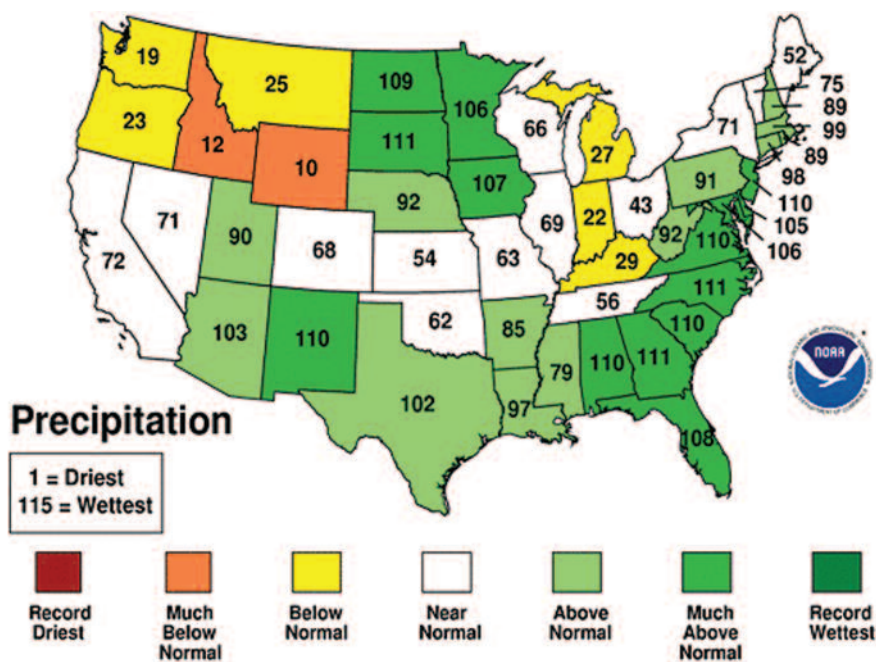 52
19
25
109
106
75
89
99
89
98
110
105
106
23
12
10
111
66
71
27
107
91
92
22
43
71
90
68
54
69
63
92
110
29
72
111
56
103
110
62
85
110
79
110
111
102
97
108
NOAA
Precipitation
1 = Driest
115 = Wettest
Record
Driest
Much
Below
Normal
Below
Normal
Near
Normal
Above
Normal
Much
Above
Normal
Record
Wettest